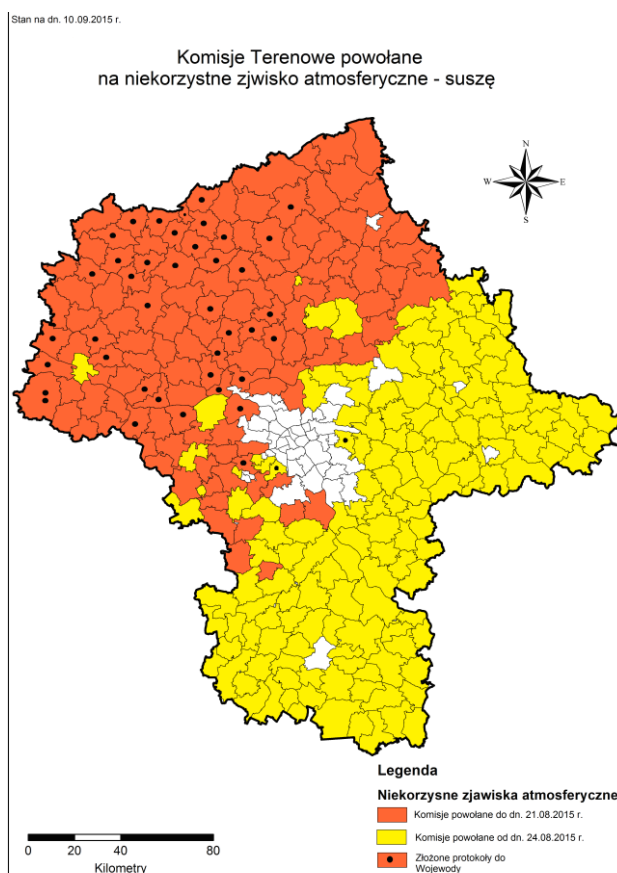 Stan na dn. 10.09.2015 r.
Komisje Terenowe powołane
na niekorzystne zjwisko atmosferyczne - suszę
N
W E
S
Legenda
Niekorzysne zjawiska atmosferyczne
Komisje powołane do dn. 21.08.2015 r.
Komisje powołane od dn. 24.08.2015 r.
Złożone protokoły do
Wojewody
0 20 40 80
Kilometry